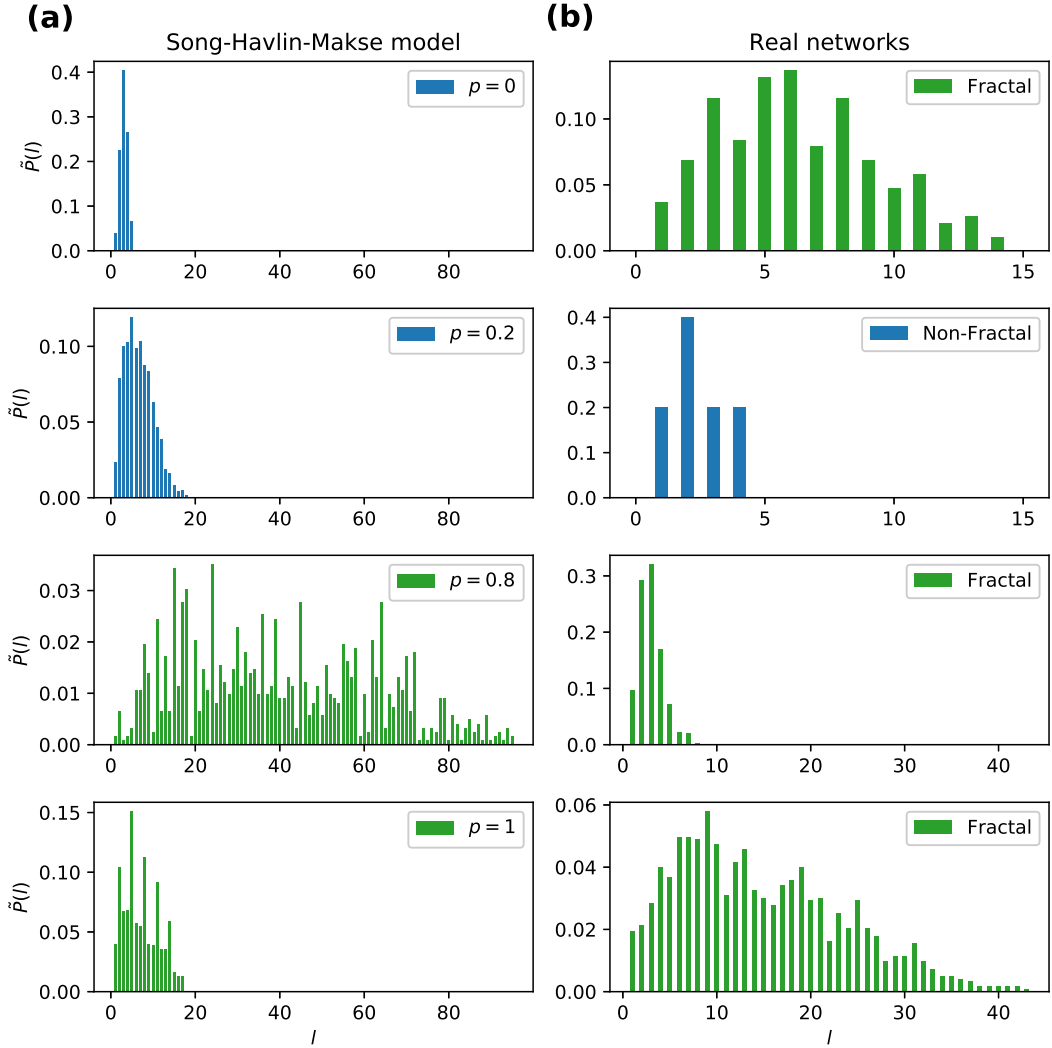 (a)
Song-Havlin-Makse model
0.4
0.3
0.2
0.1
0.0
P̃(l)
p = 0
0 20 40 60 80
0.10
0.05
0.00
P̃(l)
p = 0.2
0 20 40 60 80
0.03
0.02
0.01
0.00
P̃(l)
p = 0.8
0 20 40 60 80
0.15
0.10
0.05
0.00
P̃(l)
p = 1
0 20 40 60 80
l
(b)
Real networks
0.10
0.05
0.00
Fractal
0 5 10 15
0.4
0.3
0.2
0.1
0.0
Non-Fractal
0 5 10 15
0.3
0.2
0.1
0.0
Fractal
0 10 20 30 40
0.06
0.04
0.02
0.00
Fractal
0 10 20 30 40
l